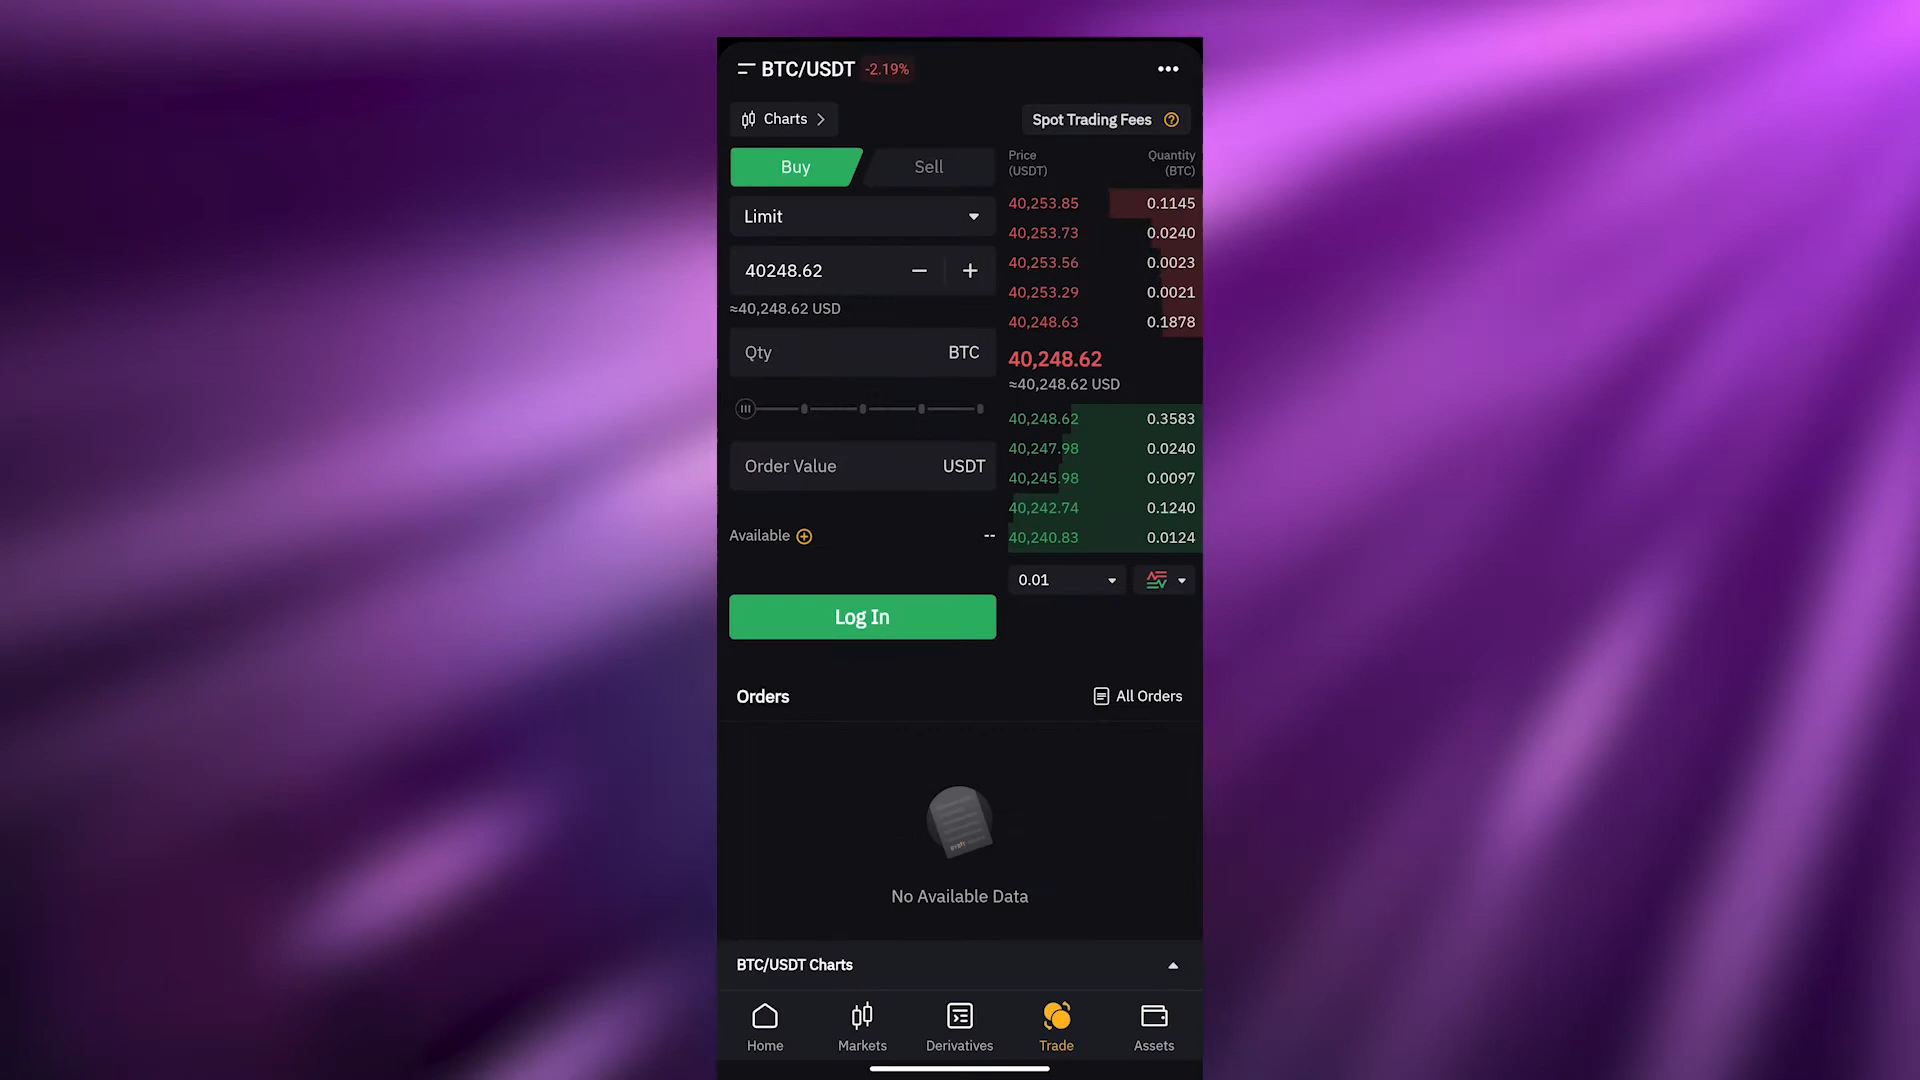 BTC/USDT -2.19%
Charts
Spot Trading Fees
Buy
Sell
Limit
40248.62
≈40,248.62 USD
Qty BTC
Order Value USDT
Available --
Log In
Price Quantity
(USDT) (BTC)
40,253.85 0.1145
40,253.73 0.0240
40,253.56 0.0023
40,253.29 0.0021
40,248.63 0.1878
40,248.62
≈40,248.62 USD
40,248.62 0.3583
40,247.98 0.0240
40,245.98 0.0097
40,242.74 0.1240
40,240.83 0.0124
0.01
Orders
All Orders
No Available Data
BTC/USDT Charts
Home
Markets
Derivatives
Trade
Assets